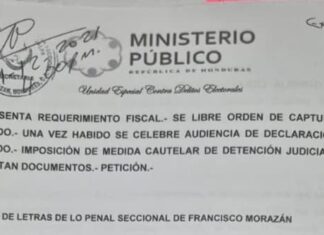 2021
MINISTERIO
PÚBLICO
REPÚBLICA DE HONDURAS
Unidad Especial Contra Delitos Electorales
SENTA REQUERIMIENTO FISCAL.- SE LIBRE ORDEN DE CAPTU
DO.- UNA VEZ HABIDO SE CELEBRE AUDIENCIA DE DECLARACIO
DO.- IMPOSICIÓN DE MEDIDA CAUTELAR DE DETENCIÓN JUDICIA
TAN DOCUMENTOS.- PETICIÓN.-
DE LETRAS DE LO PENAL SECCIONAL DE FRANCISCO MORAZÁN